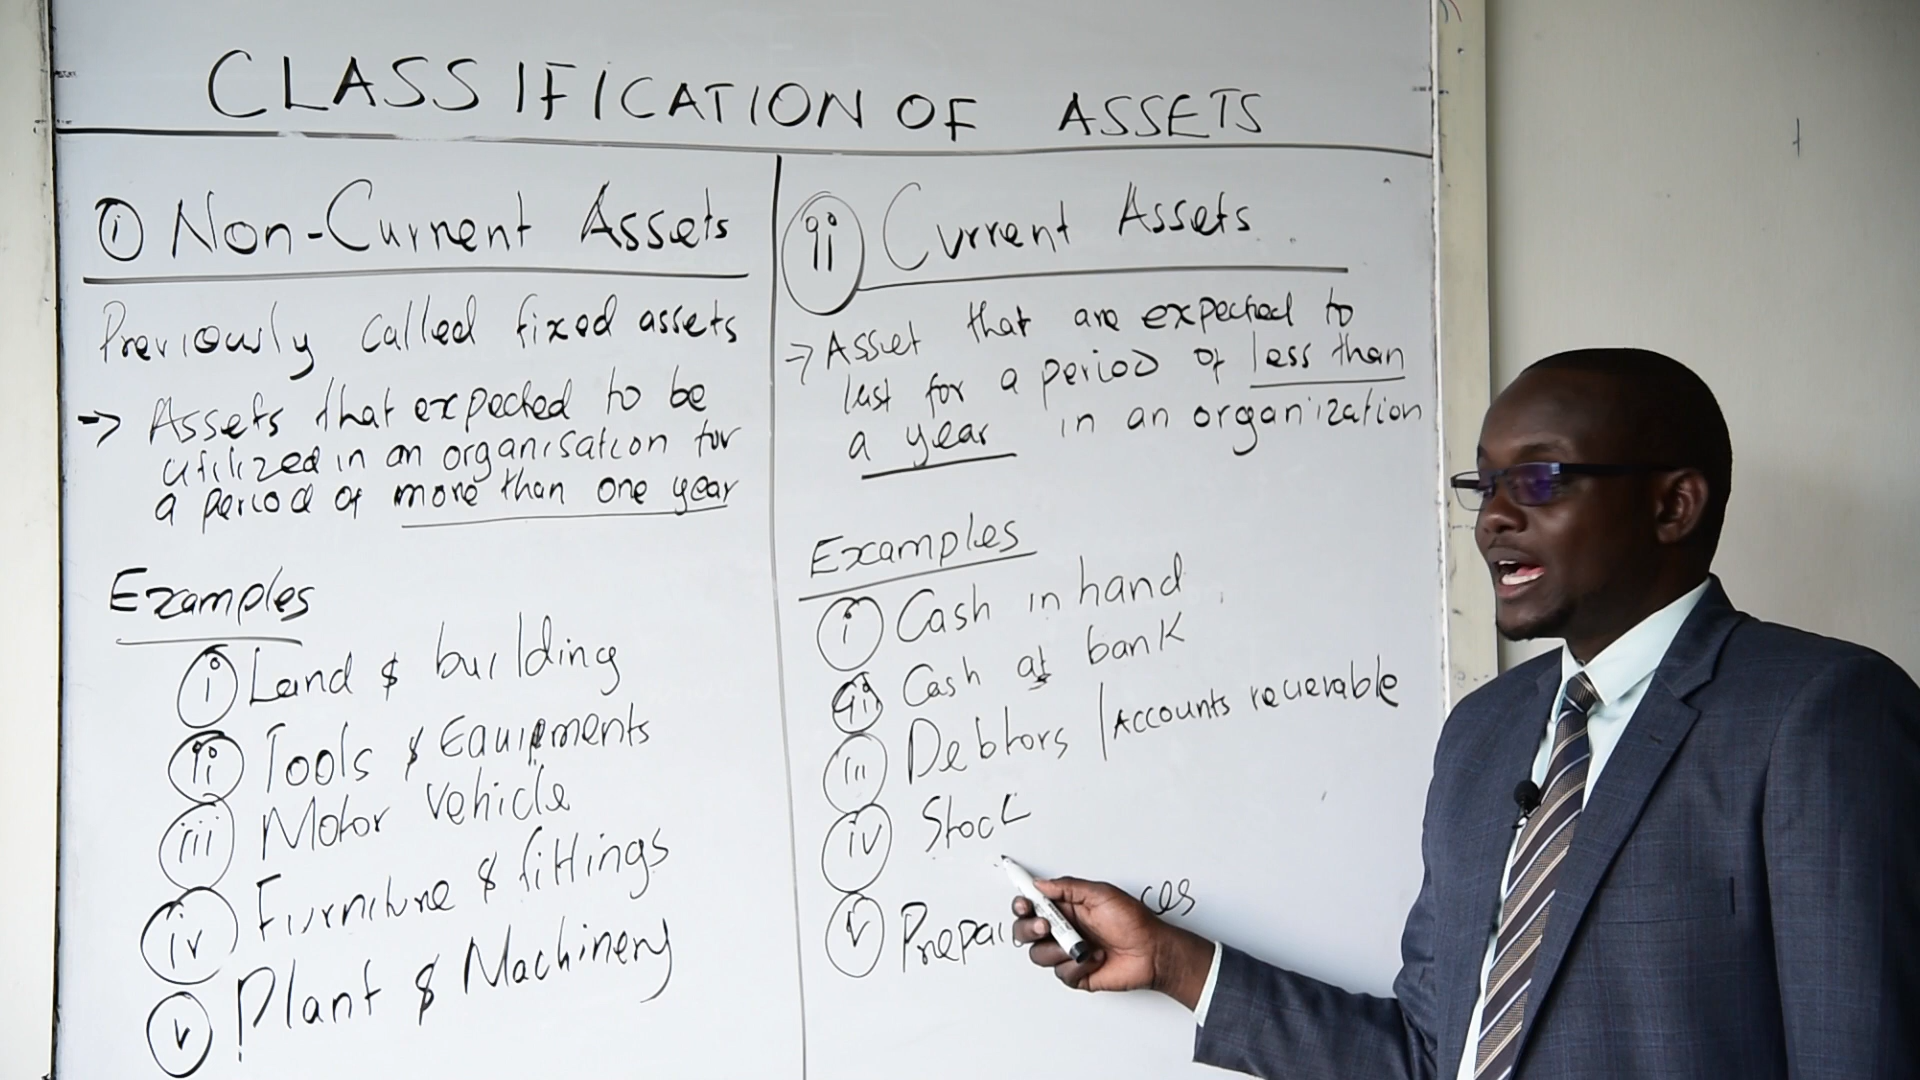 CLASSIFICATION OF ASSETS
i Non-Current Assets
Previously called fixed assets
→ Assets that expected to be
utilized in an organisation for
a period of more than one year
Examples
i Land & building
ii Tools & Equipments
iii Motor vehicle
iv Furniture & fittings
v Plant & Machinery
ii Current Assets
→ Asset that are expected to
last for a period of less than
a year in an organization
Examples
i Cash in hand
ii Cash at bank
iii Debtors / Accounts receivable
iv Stock
v Prepai ces